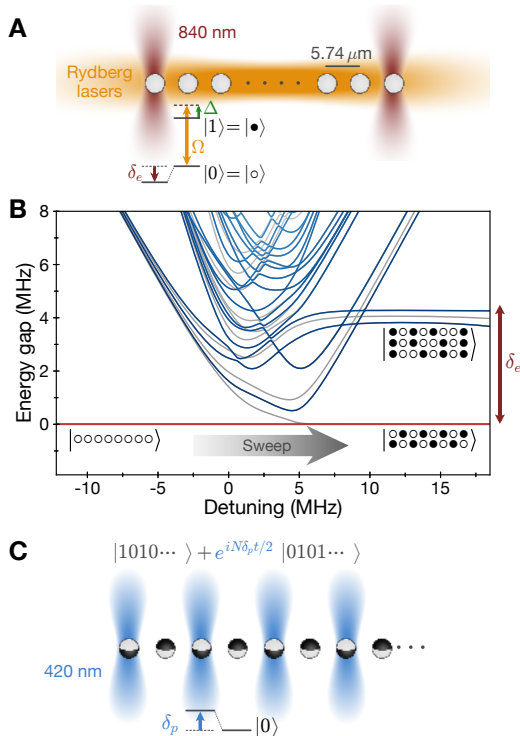 A
840 nm
5.74 μm
Rydberg
lasers
Δ
|1⟩=|●⟩
Ω
δₑ
|0⟩=|○⟩
B
8
6
4
2
0
Energy gap (MHz)
|●○●○●○○●
●○○●○●○●
●○●○○●○●⟩
δₑ
|○○○○○○○○⟩
Sweep
|○●○●○●○●
●○●○●○●○⟩
-10
-5
0
5
10
15
Detuning (MHz)
C
|1010⋯ ⟩ + e^{iNδₚt/2} |0101⋯ ⟩
420 nm
δₚ
|0⟩